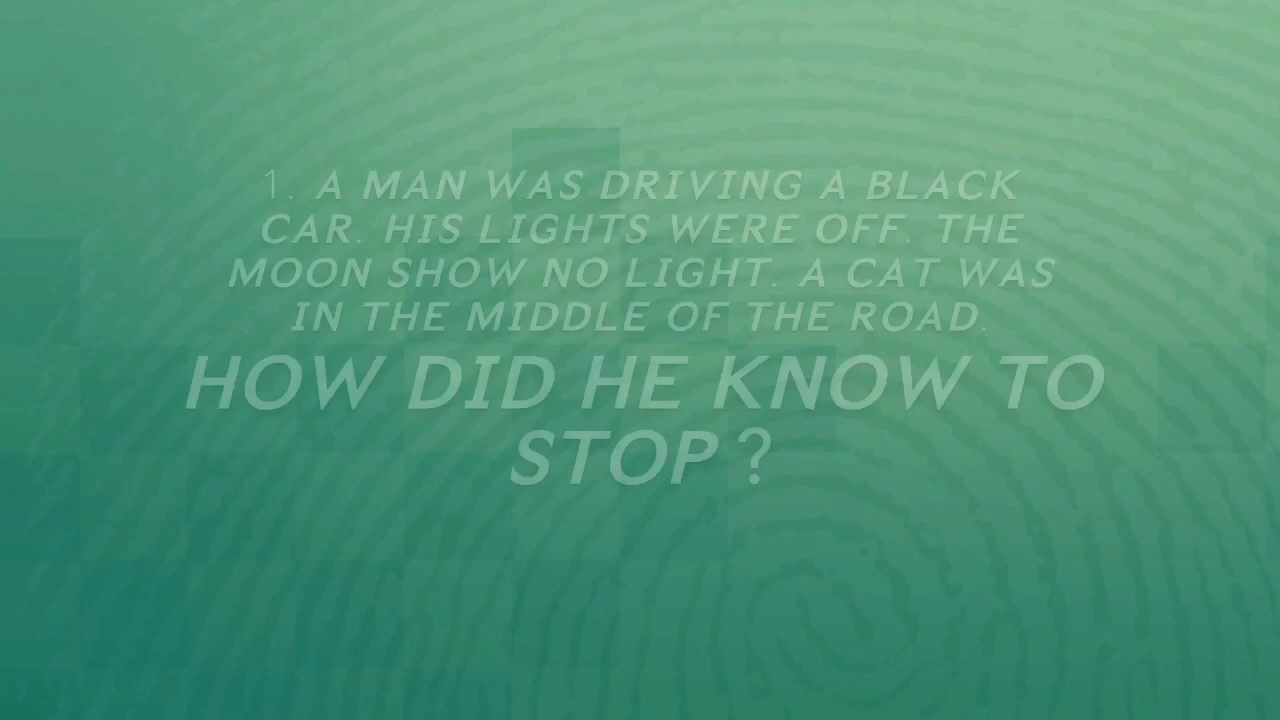 1. A MAN WAS DRIVING A BLACK
CAR. HIS LIGHTS WERE OFF. THE
MOON SHOW NO LIGHT. A CAT WAS
IN THE MIDDLE OF THE ROAD.
HOW DID HE KNOW TO
STOP?